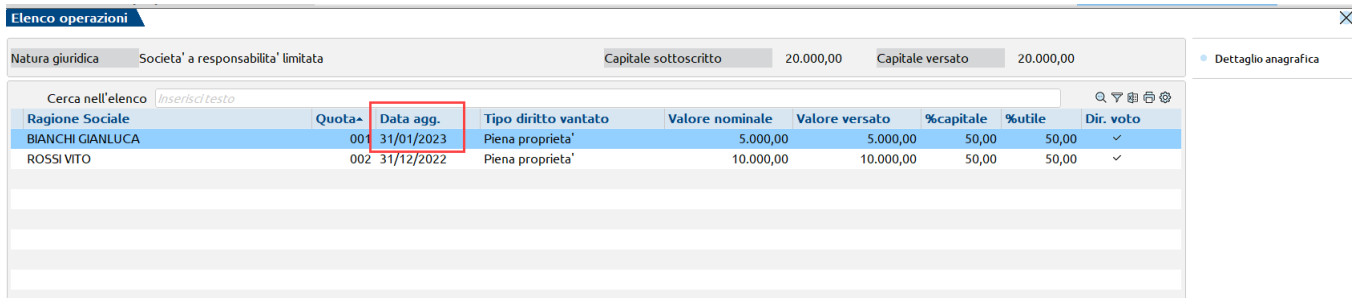 Elenco operazioni
Natura giuridica Societa' a responsabilita' limitata Capitale sottoscritto 20.000,00 Capitale versato 20.000,00
Dettaglio anagrafica
Cerca nell'elenco Inserisci testo
Ragione Sociale Quota Data agg. Tipo diritto vantato Valore nominale Valore versato %capitale %utile Dir. voto
BIANCHI GIANLUCA 001 31/01/2023 Piena proprieta' 5.000,00 5.000,00 50,00 50,00 ✓
ROSSI VITO 002 31/12/2022 Piena proprieta' 10.000,00 10.000,00 50,00 50,00 ✓